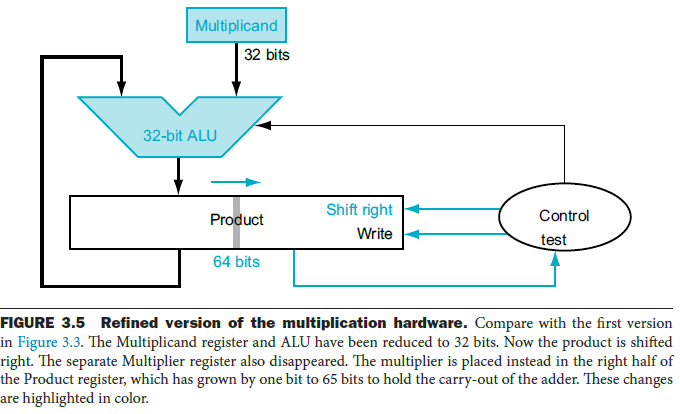 Multiplicand
32 bits
32-bit ALU
Product
Shift right
Write
Control
test
64 bits
FIGURE 3.5 Refined version of the multiplication hardware. Compare with the first version
in Figure 3.3. The Multiplicand register and ALU have been reduced to 32 bits. Now the product is shifted
right. The separate Multiplier register also disappeared. The multiplier is placed instead in the right half of
the Product register, which has grown by one bit to 65 bits to hold the carry-out of the adder. These changes
are highlighted in color.